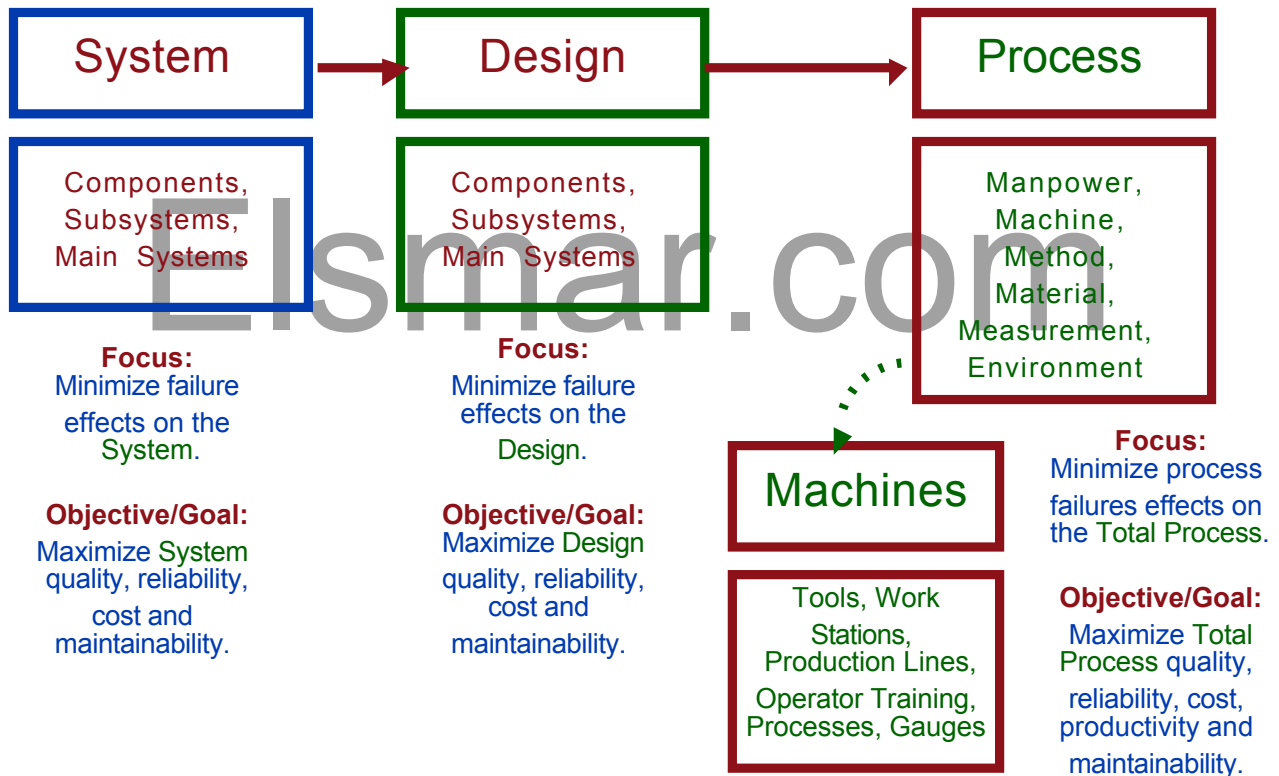 System
Design
Process
Components,
Subsystems,
Main Systems
Components,
Subsystems,
Main Systems
Manpower,
Machine,
Method,
Material,
Measurement,
Environment
Elsmar.com
Focus:
Minimize failure
effects on the
System.
Objective/Goal:
Maximize System
quality, reliability,
cost and
maintainability.
Focus:
Minimize failure
effects on the
Design.
Objective/Goal:
Maximize Design
quality, reliability,
cost and
maintainability.
Machines
Tools, Work
Stations,
Production Lines,
Operator Training,
Processes, Gauges
Focus:
Minimize process
failures effects on
the Total Process.
Objective/Goal:
Maximize Total
Process quality,
reliability, cost,
productivity and
maintainability.